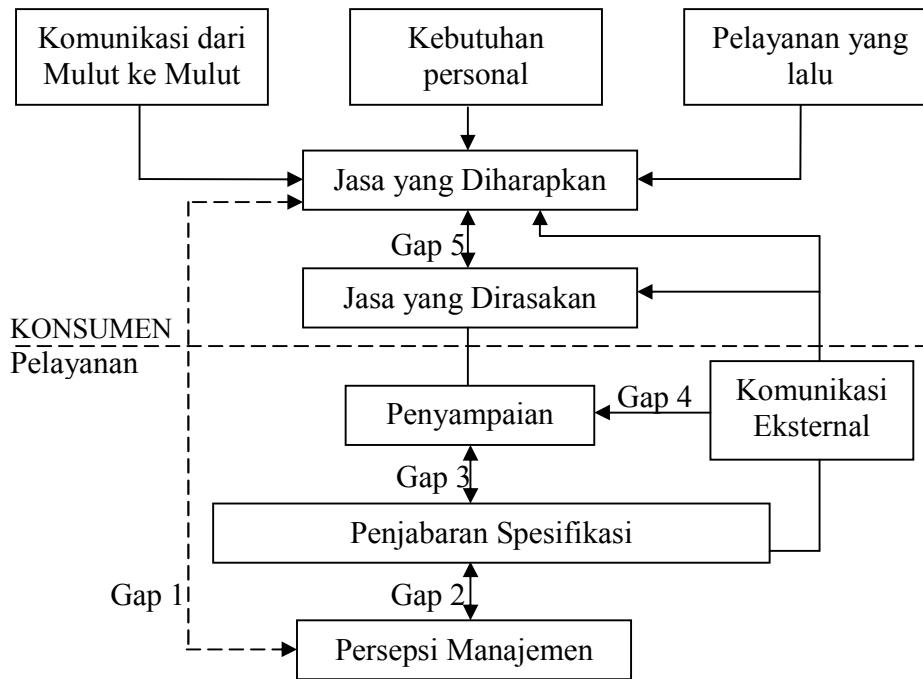 Komunikasi dari
Mulut ke Mulut
Kebutuhan
personal
Pelayanan yang
lalu
Jasa yang Diharapkan
Gap 5
Jasa yang Dirasakan
KONSUMEN
Pelayanan
Penyampaian
Gap 4
Komunikasi
Eksternal
Gap 3
Penjabaran Spesifikasi
Gap 1
Gap 2
Persepsi Manajemen